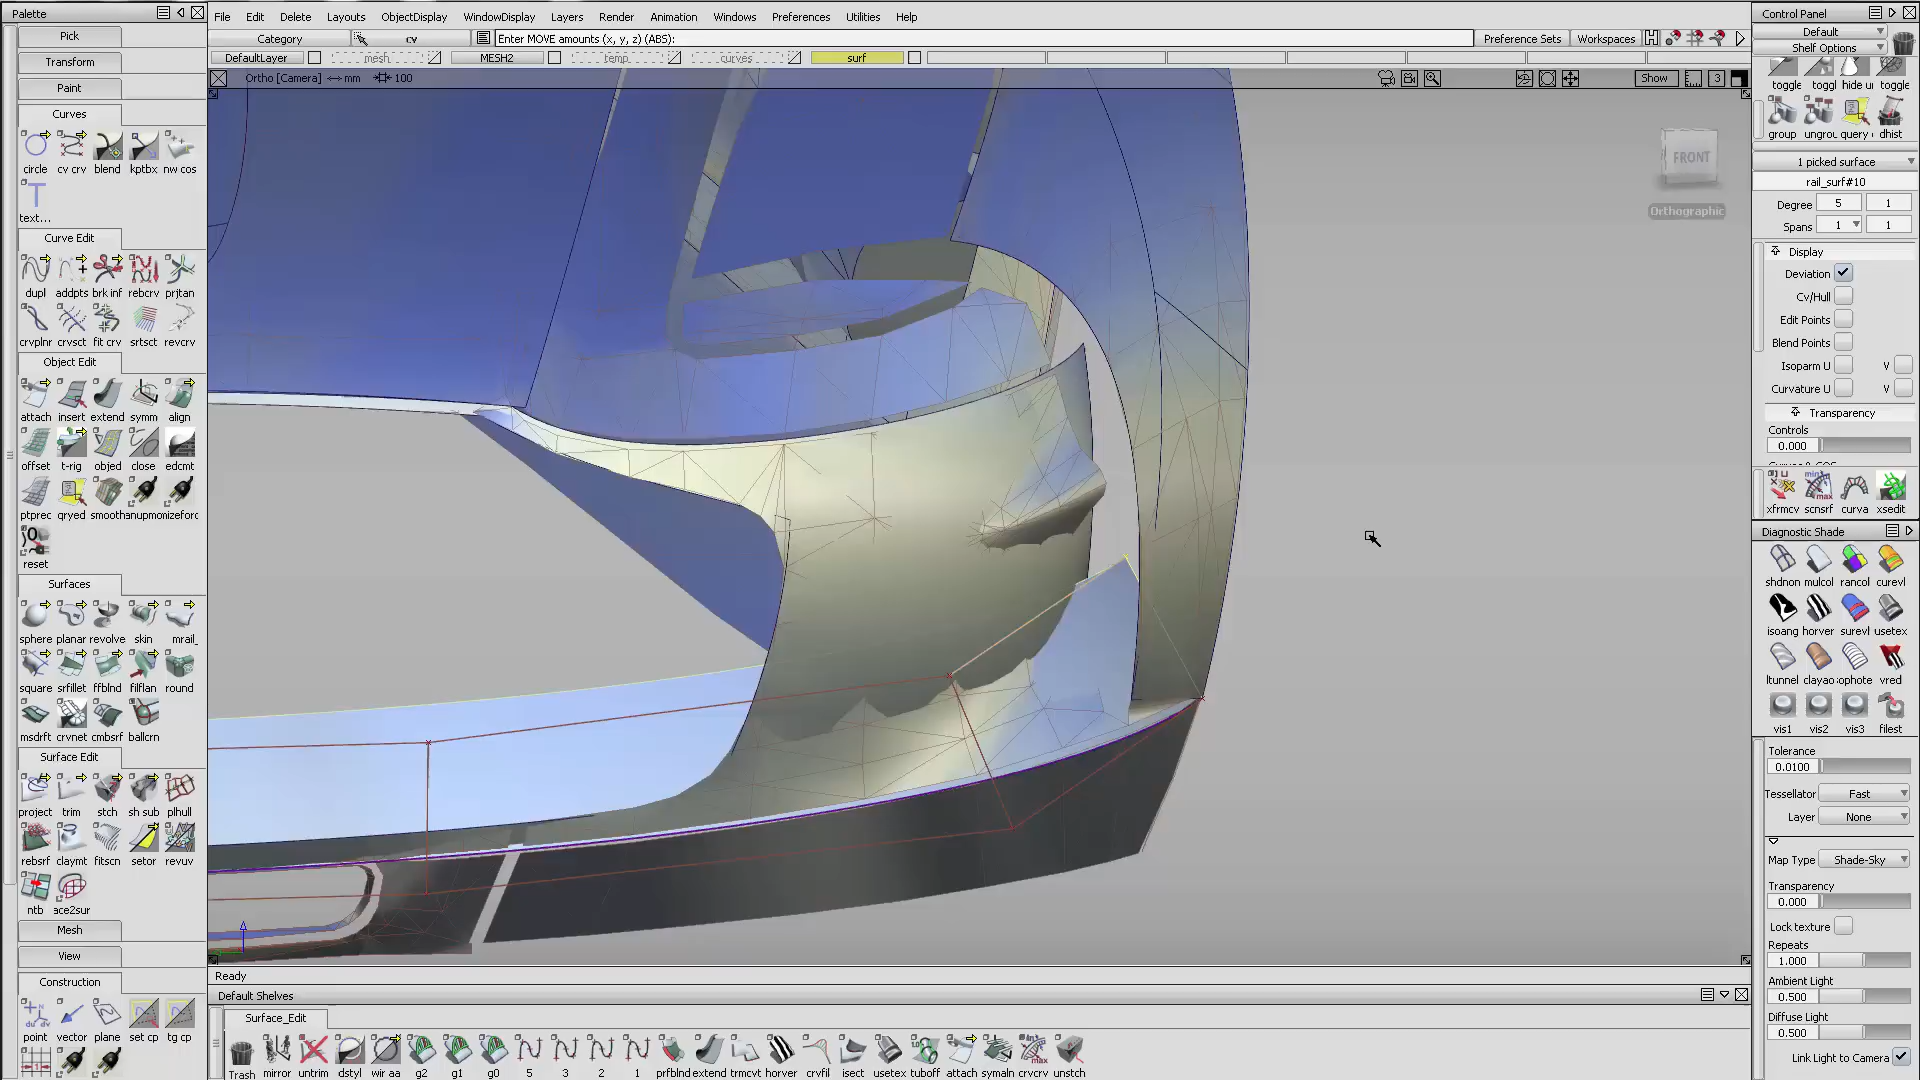 Palette
File Edit Delete Layouts ObjectDisplay WindowDisplay Layers Render Animation Windows Preferences Utilities Help
Category cv Enter MOVE amounts (x, y, z) (ABS): Preference Sets Workspaces
DefaultLayer mesh MESH2 temp curves surf
Ortho [Camera] mm 100 Show 3
FRONT
Orthographic
Pick
Transform
Paint
Curves
circle cv crv blend kptbx nw cos
text...
Curve Edit
dupl addpts brk inf rebcrv prjtan
crvplnr crvsct fit crv srtsct revcrv
Object Edit
attach insert extend symm align
offset t-rig objed close edcmt
ptprec qryed
reset
Surfaces
sphere planar revolve skin mrail_
square srfillet ffblnd filflan round
msdrft crvnet cmbsrf ballcrn
Surface Edit
project trim stch sh sub plhull
rebsrf claymt fitscn setor revuv
ntb ace2sur
Mesh
View
Construction
point vector plane set cp tg cp
Ready
Default Shelves
Surface_Edit
Trash mirror untrim dstyl wir aa g2 g1 g0 5 3 2 1 prfblnd extend trmcvt horver crvfil isect usetex tuboff attach symaln crvcrv unstch
Control Panel
Default
Shelf Options
toggle toggl hide ur toggle
group ungrou query dhist
1 picked surface
rail_surf#10
Degree 5 1
Spans 1 1
Display
Deviation
Cv/Hull
Edit Points
Blend Points
Isoparm U V
Curvature U V
Transparency
Controls
0.000
xfrmcv scnsrf curva xsedit
Diagnostic Shade
shdnon mulcol rancol curevl
isoang horver surevl usetex
ltunnel clayao ophote vred
vis1 vis2 vis3 filest
Tolerance
0.0100
Tessellator Fast
Layer None
Map Type Shade-Sky
Transparency
0.000
Lock texture
Repeats
1.000
Ambient Light
0.500
Diffuse Light
0.500
Link Light to Camera